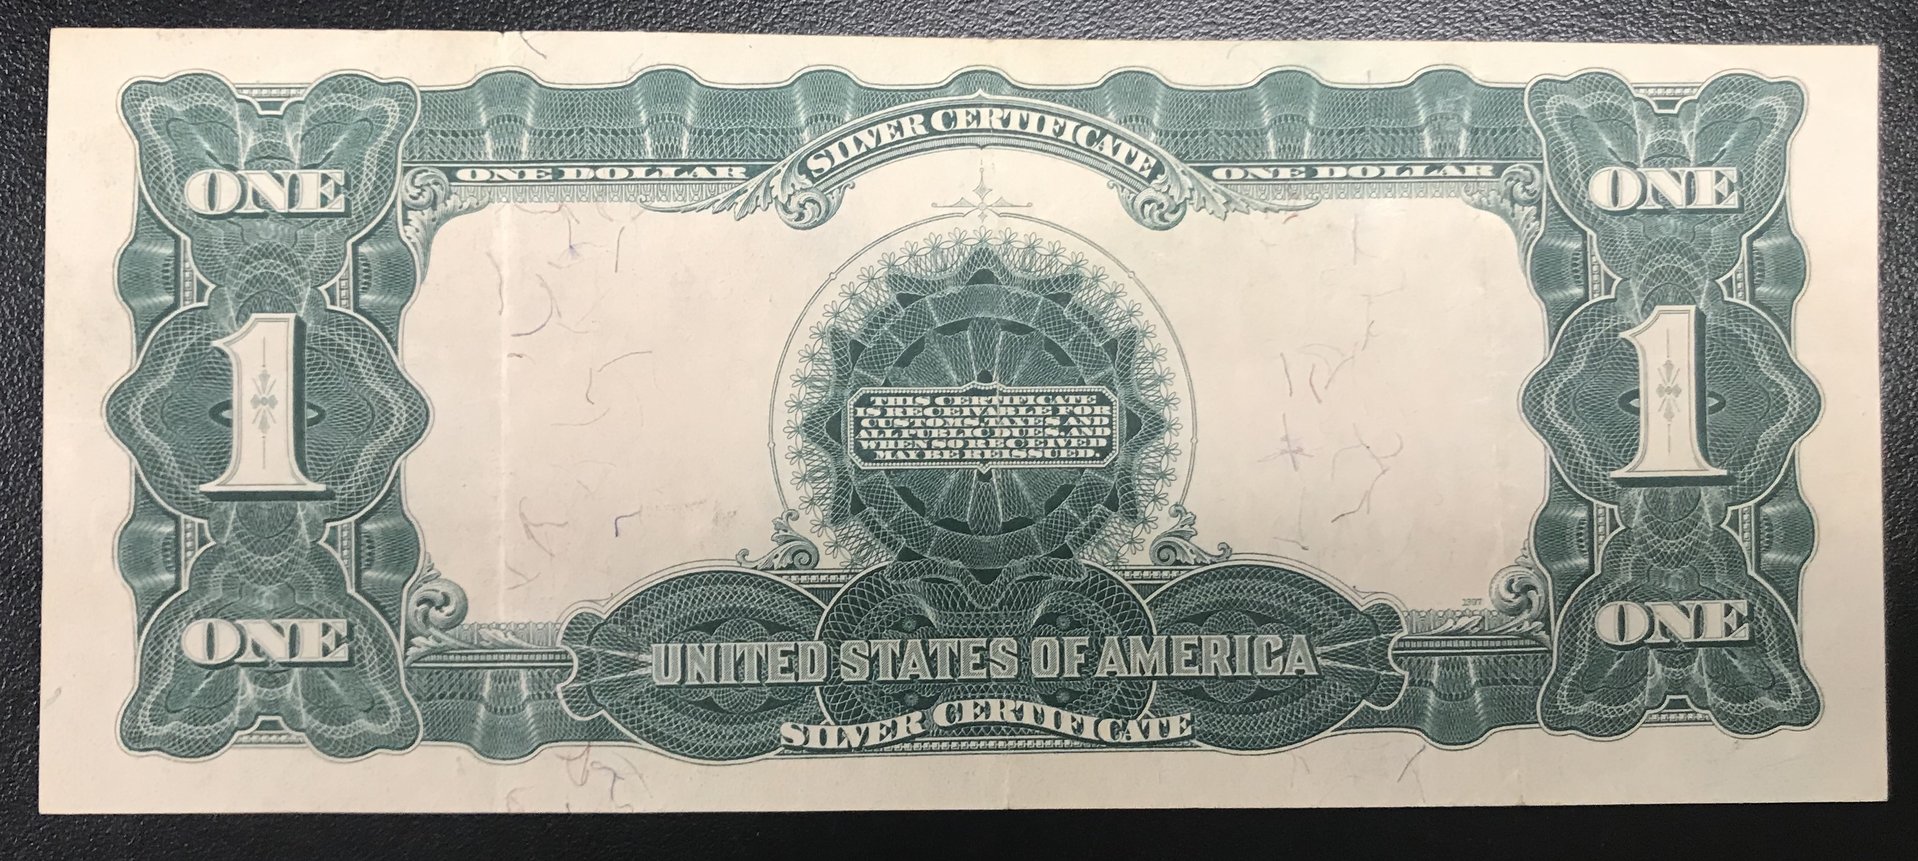 SILVER CERTIFICATE
ONE DOLLAR
ONE DOLLAR
ONE
ONE
1
1
THIS CERTIFICATE
IS RECEIVABLE FOR
CUSTOMS, TAXES AND
ALL PUBLIC DUES, AND
WHEN SO RECEIVED
MAY BE REISSUED.
ONE
ONE
UNITED STATES OF AMERICA
SILVER CERTIFICATE